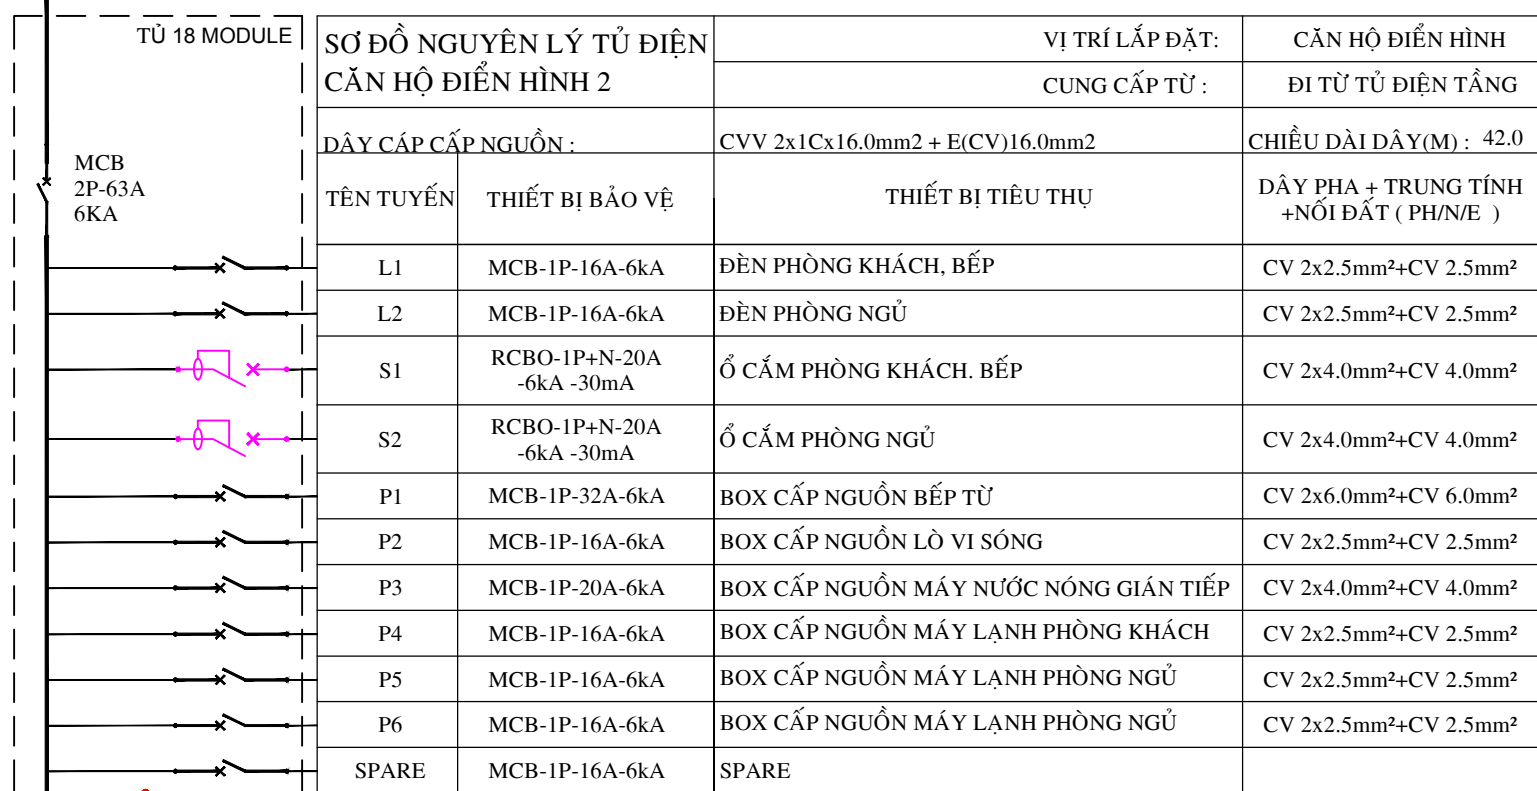 TỦ 18 MODULE
MCB
2P-63A
6KA
SƠ ĐỒ NGUYÊN LÝ TỦ ĐIỆN
CĂN HỘ ĐIỂN HÌNH 2
VỊ TRÍ LẮP ĐẶT: CĂN HỘ ĐIỂN HÌNH
CUNG CẤP TỪ : ĐI TỪ TỦ ĐIỆN TẦNG
DÂY CÁP CẤP NGUỒN : CVV 2x1Cx16.0mm2 + E(CV)16.0mm2 CHIỀU DÀI DÂY(M) : 42.0
TÊN TUYẾN THIẾT BỊ BẢO VỆ THIẾT BỊ TIÊU THỤ DÂY PHA + TRUNG TÍNH
+NỐI ĐẤT ( PH/N/E )
L1 MCB-1P-16A-6kA ĐÈN PHÒNG KHÁCH, BẾP CV 2x2.5mm²+CV 2.5mm²
L2 MCB-1P-16A-6kA ĐÈN PHÒNG NGỦ CV 2x2.5mm²+CV 2.5mm²
S1 RCBO-1P+N-20A
-6kA -30mA Ổ CẮM PHÒNG KHÁCH. BẾP CV 2x4.0mm²+CV 4.0mm²
S2 RCBO-1P+N-20A
-6kA -30mA Ổ CẮM PHÒNG NGỦ CV 2x4.0mm²+CV 4.0mm²
P1 MCB-1P-32A-6kA BOX CẤP NGUỒN BẾP TỪ CV 2x6.0mm²+CV 6.0mm²
P2 MCB-1P-16A-6kA BOX CẤP NGUỒN LÒ VI SÓNG CV 2x2.5mm²+CV 2.5mm²
P3 MCB-1P-20A-6kA BOX CẤP NGUỒN MÁY NƯỚC NÓNG GIÁN TIẾP CV 2x4.0mm²+CV 4.0mm²
P4 MCB-1P-16A-6kA BOX CẤP NGUỒN MÁY LẠNH PHÒNG KHÁCH CV 2x2.5mm²+CV 2.5mm²
P5 MCB-1P-16A-6kA BOX CẤP NGUỒN MÁY LẠNH PHÒNG NGỦ CV 2x2.5mm²+CV 2.5mm²
P6 MCB-1P-16A-6kA BOX CẤP NGUỒN MÁY LẠNH PHÒNG NGỦ CV 2x2.5mm²+CV 2.5mm²
SPARE MCB-1P-16A-6kA SPARE